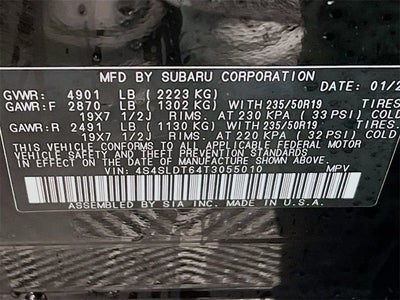 MFD BY SUBARU CORPORATION
GVWR: 4901 LB ( 2223 KG) DATE: 01/2
GAWR:F 2870 LB ( 1302 KG) WITH 235/50R19 TIRES
19X7 1/2J RIMS,AT 230 KPA ( 33 PSI) COLD
GAWR:R 2491 LB ( 1130 KG) WITH 235/50R19 TIRES
19X7 1/2J RIMS,AT 220 KPA ( 32 PSI) COLD
THIS VEHICLE CONFORMS TO ALL APPLICABLE FEDERAL MOTOR
VEHICLE SAFETY, BUMPER, AND THEFT
PREVENTION STANDARDS
IN EFFECT ON THE DATE OF MANUFACTURE SHOWN ABOVE.
VIN: 4S4SLDT64T3055010 MPV
ASSEMBLED BY SIA INC. MADE IN U.S.A.